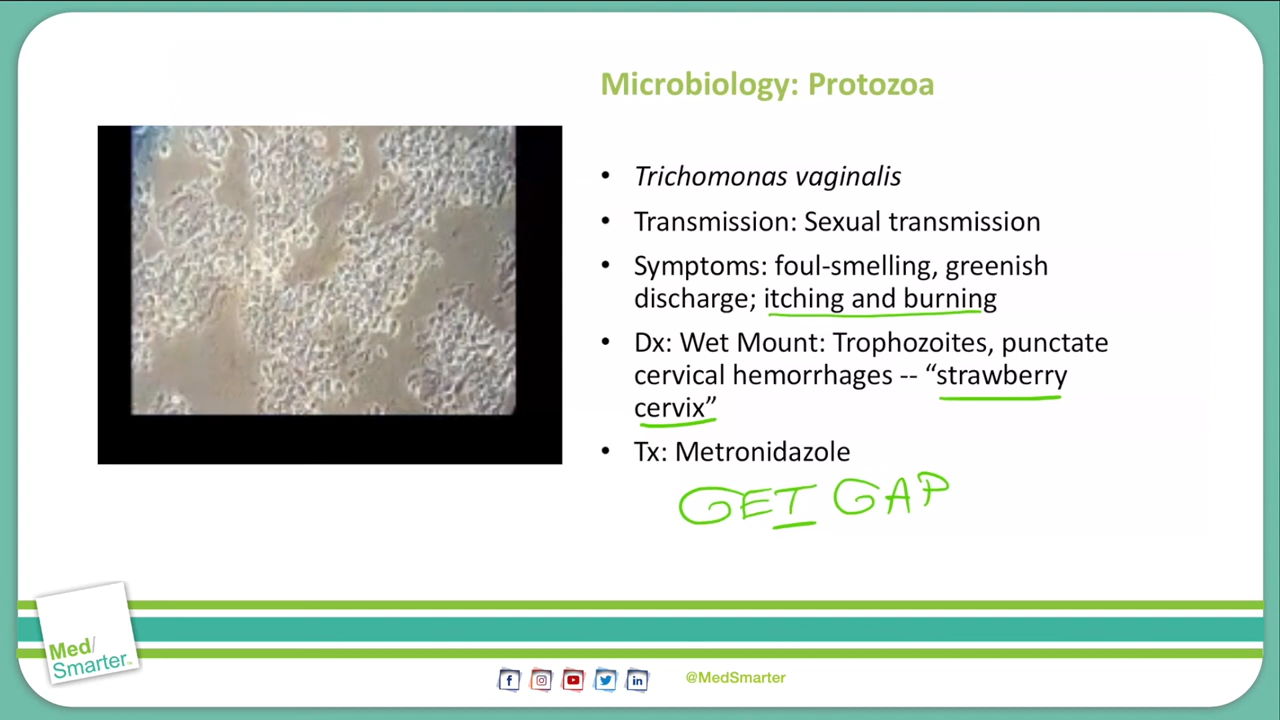 Microbiology: Protozoa
• Trichomonas vaginalis
• Transmission: Sexual transmission
• Symptoms: foul-smelling, greenish
discharge; itching and burning
• Dx: Wet Mount: Trophozoites, punctate
cervical hemorrhages -- “strawberry
cervix”
• Tx: Metronidazole
GET GAP
Med/
Smarter™
@MedSmarter